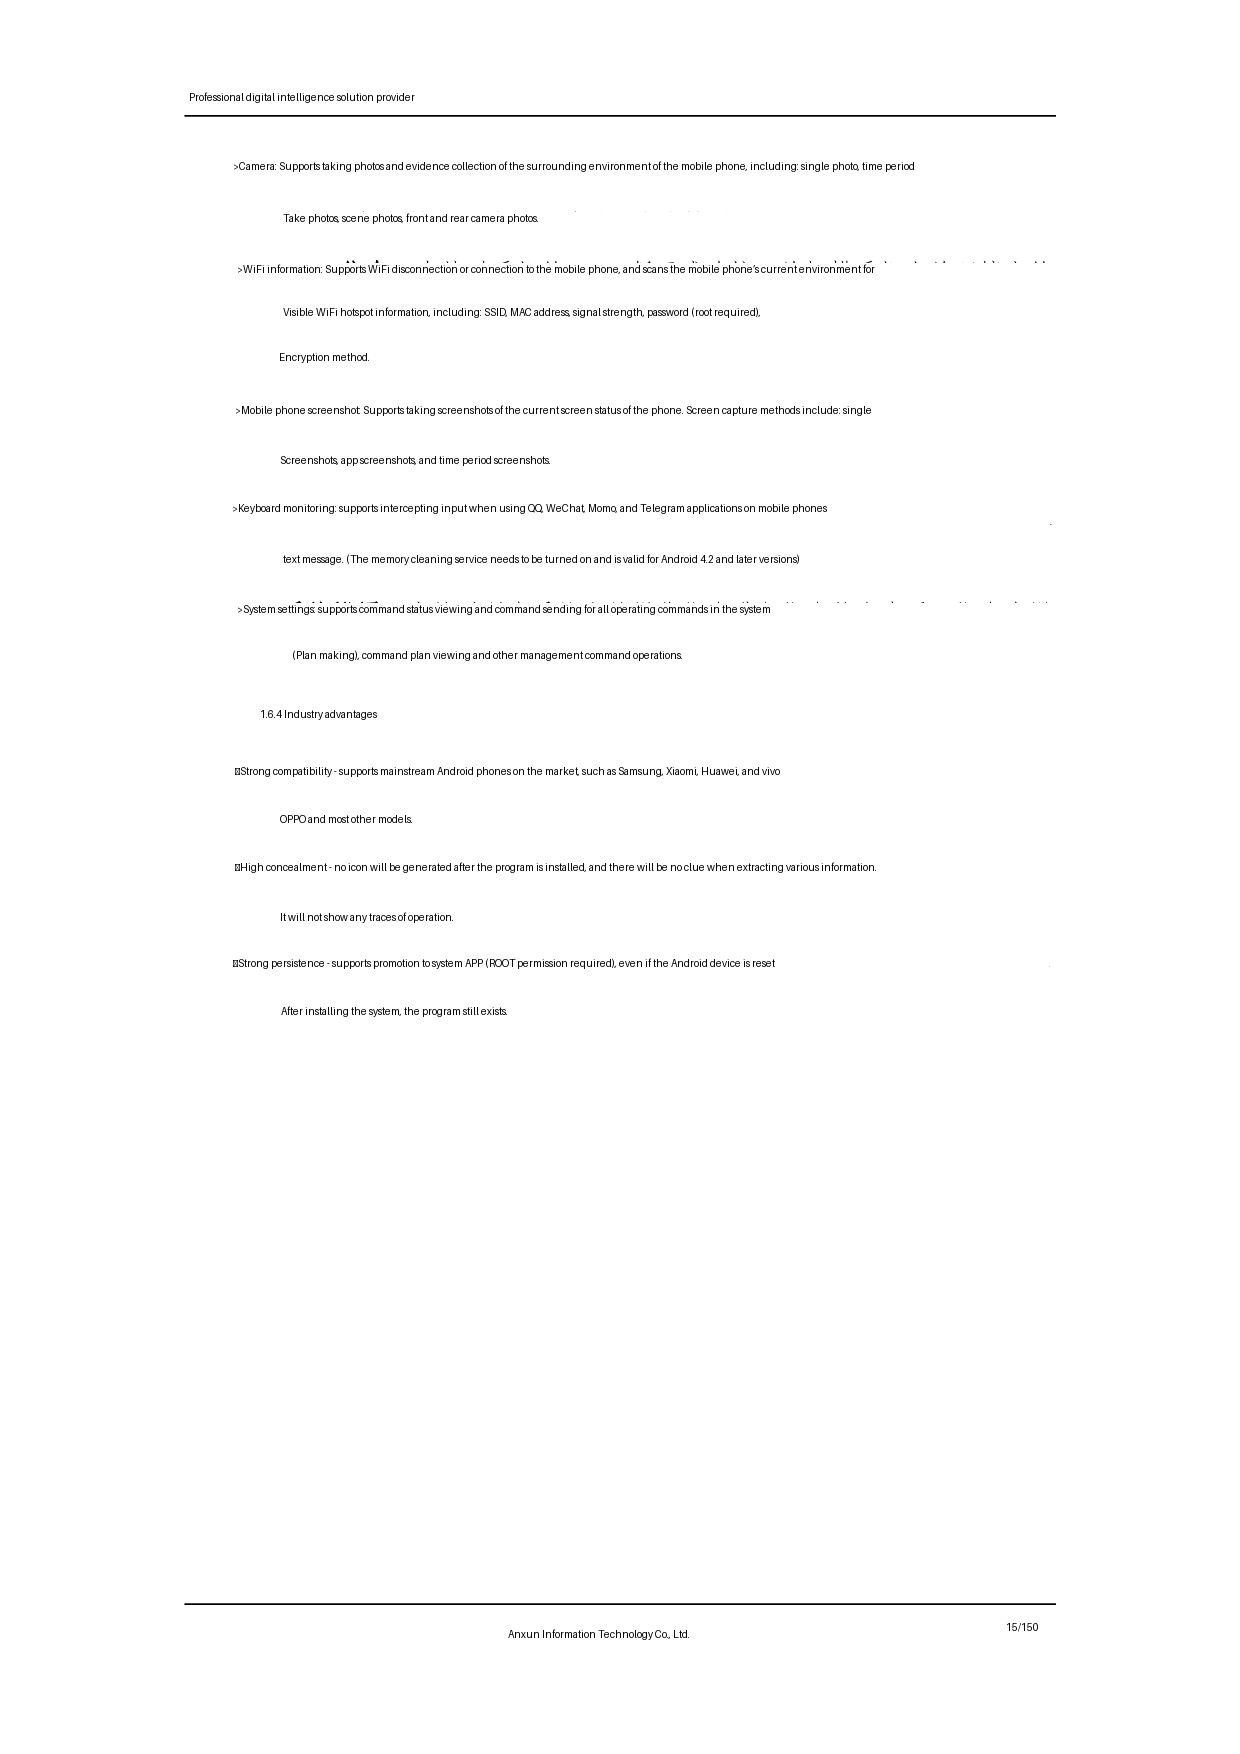 Professional digital intelligence solution provider
>Camera: Supports taking photos and evidence collection of the surrounding environment of the mobile phone, including: single photo, time period
Take photos, scene photos, front and rear camera photos.
>WiFi information: Supports WiFi disconnection or connection to the mobile phone, and scans the mobile phone's current environment for
Visible WiFi hotspot information, including: SSID, MAC address, signal strength, password (root required),
Encryption method.
>Mobile phone screenshot: Supports taking screenshots of the current screen status of the phone. Screen capture methods include: single
Screenshots, app screenshots, and time period screenshots.
>Keyboard monitoring: supports intercepting input when using QQ, WeChat, Momo, and Telegram applications on mobile phones
text message. (The memory cleaning service needs to be turned on and is valid for Android 4.2 and later versions)
>System settings: supports command status viewing and command sending for all operating commands in the system
(Plan making), command plan viewing and other management command operations.
1.6.4 Industry advantages
Strong compatibility - supports mainstream Android phones on the market, such as Samsung, Xiaomi, Huawei, and vivo
OPPO and most other models.
High concealment - no icon will be generated after the program is installed, and there will be no clue when extracting various information.
It will not show any traces of operation.
Strong persistence - supports promotion to system APP (ROOT permission required), even if the Android device is reset
After installing the system, the program still exists.
Anxun Information Technology Co., Ltd.
15/150